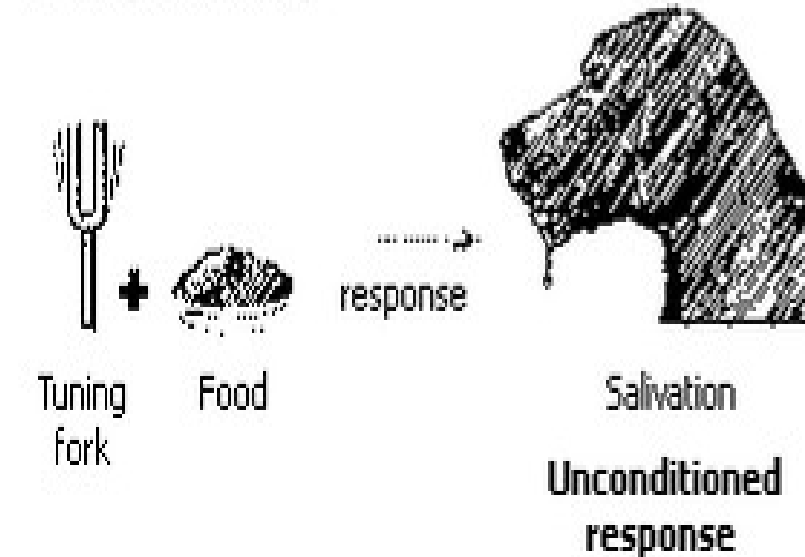 response
Tuning
fork
Food
Salivation
Unconditioned
response